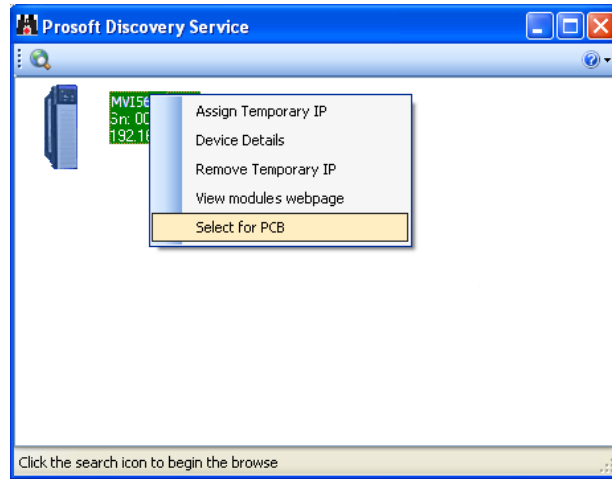 Prosoft Discovery Service
MVI56
Sn: 00
192.16
Assign Temporary IP
Device Details
Remove Temporary IP
View modules webpage
Select for PCB
Click the search icon to begin the browse